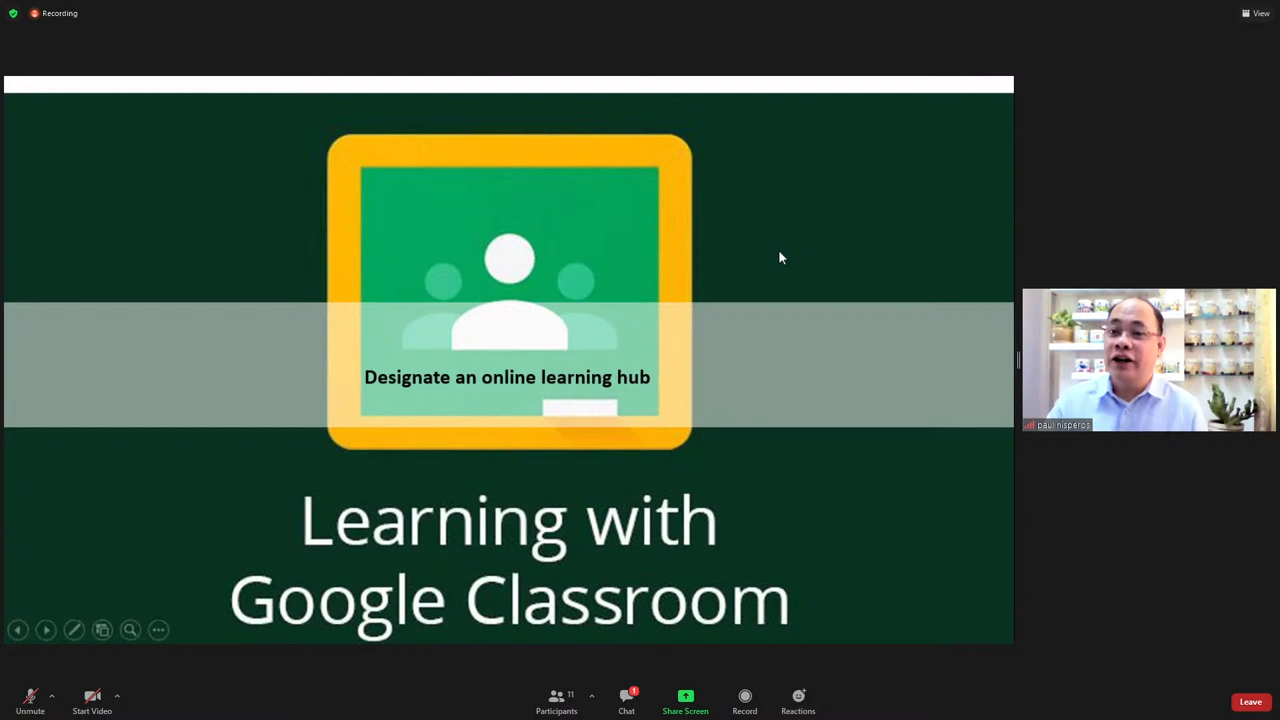 Recording
View
Designate an online learning hub
Learning with
Google Classroom
paul nisperos
Unmute
Start Video
Participants
11
Chat
1
Share Screen
Record
Reactions
Leave